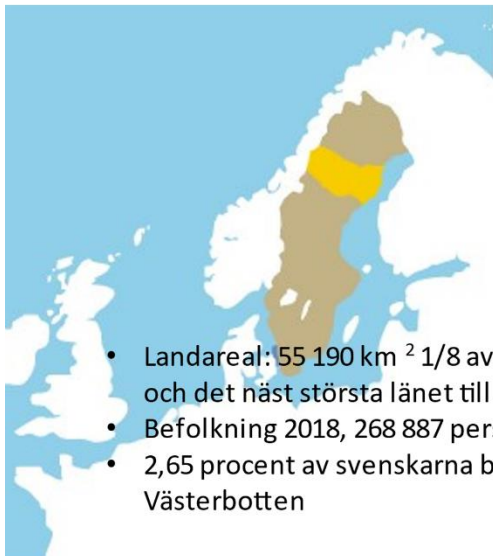 • Landareal: 55 190 km ² 1/8 av
och det näst största länet till
• Befolkning 2018, 268 887 pers
• 2,65 procent av svenskarna b
Västerbotten